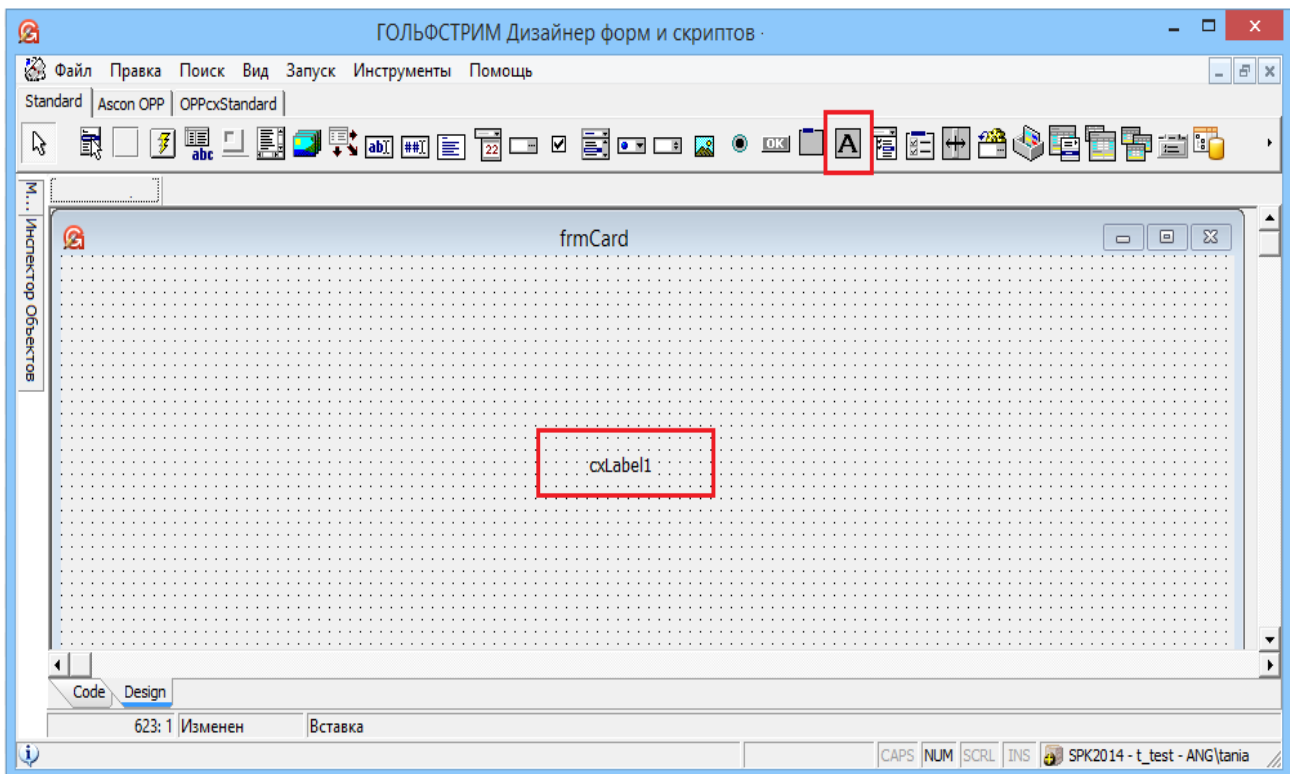 ГОЛЬФСТРИМ Дизайнер форм и скриптов -
Файл Правка Поиск Вид Запуск Инструменты Помощь
Standard Ascon OPP OPPcxStandard
abc ab ## 22 OK A
М... Инспектор Объектов
frmCard
cxLabel1
Code Design
623: 1 Изменен Вставка
CAPS NUM SCRL INS SPK2014 - t_test - ANG\tania